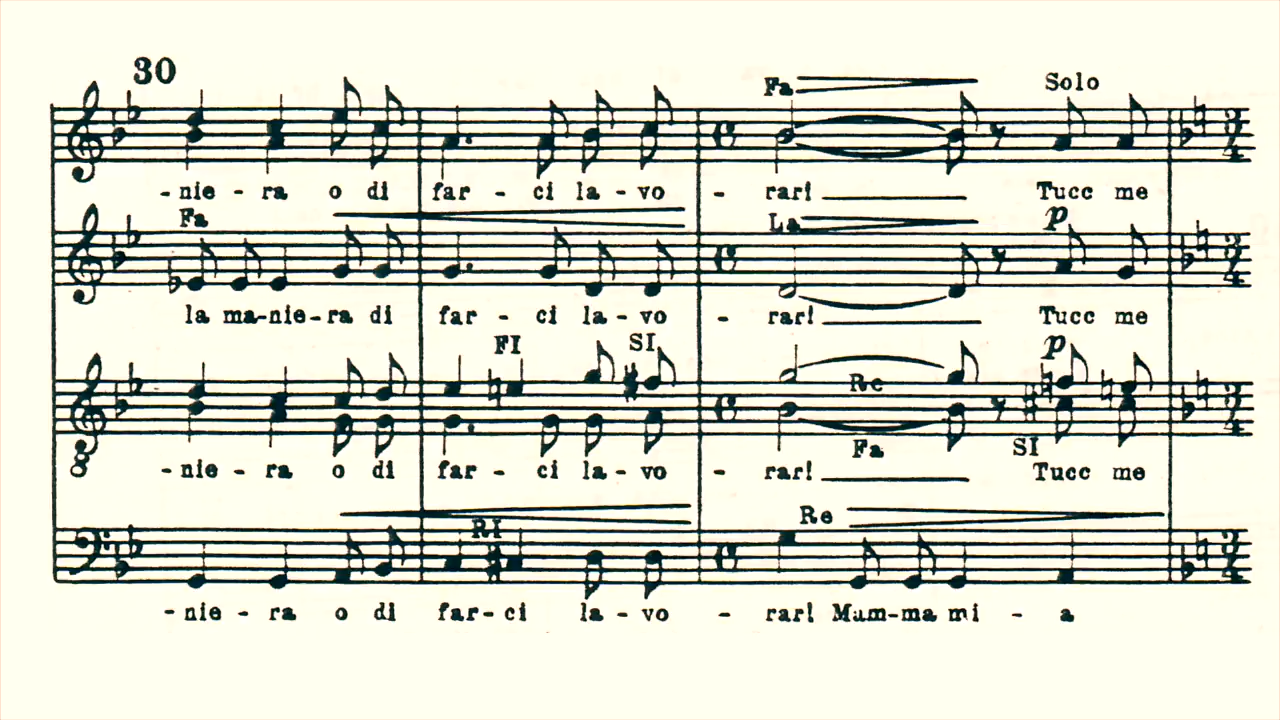 30
Fa Solo
-nie - ra o di far - ci la - vo - rar! Tucc me
Fa La p
la ma-nie-ra di far - ci la - vo - rar! Tucc me
FI SI Re p
8 Fa SI
-nie - ra o di far - ci la - vo - rar! Tucc me
RI Re
-nie - ra o di far - ci la - vo - rar! Mam-ma mi - a